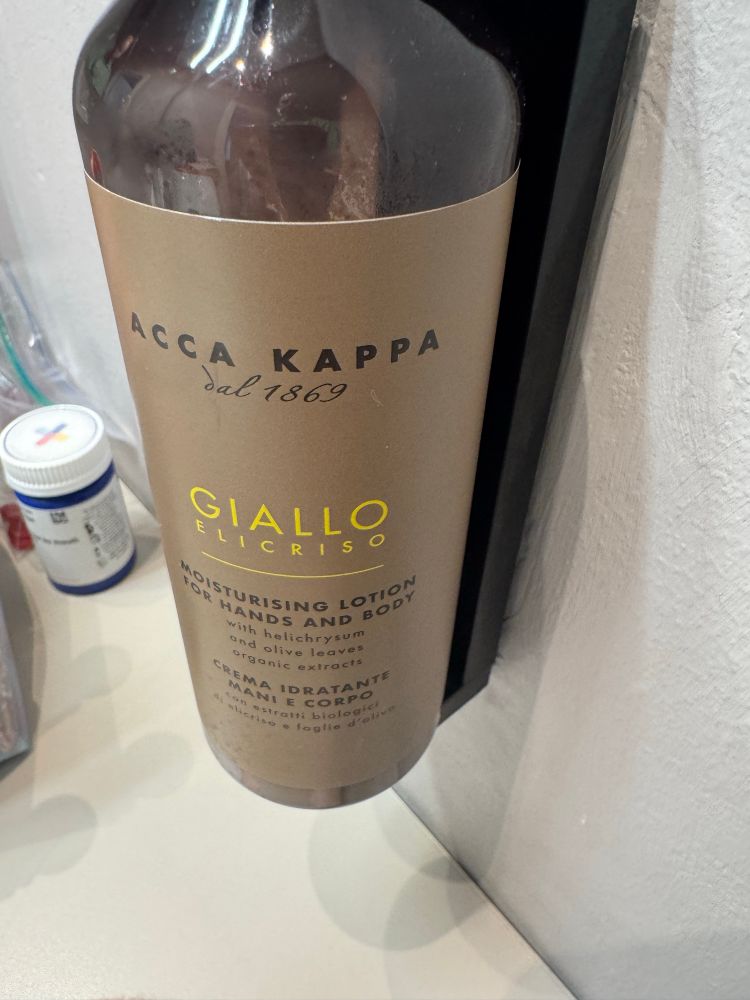 ACCA KAPPA
dal 1869
GIALLO
ELICRISO
MOISTURISING LOTION
FOR HANDS AND BODY
with helichrysum
and olive leaves
organic extracts
CREMA IDRATANTE
MANI E CORPO
con estratti biologici
di elicriso e foglie d'olivo